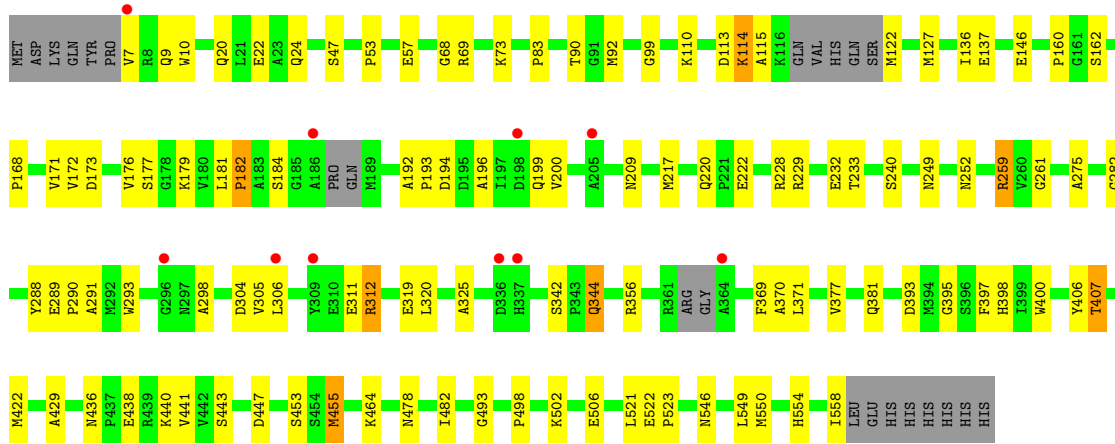 MET ASP LYS GLN TYR PRO V7 R8 Q9 W10 Q20 L21 E22 A23 Q24 S47 P53 E57 G68 R69 K73 P83 T90 G91 M92 G99 K110 D113 K114 A115 K116 GLN VAL HIS GLN SER M122 M127 I136 E137 E146 P160 G161 S162
P168 V171 V172 D173 V176 S177 G178 K179 V180 L181 P182 A183 S184 G185 A186 PRO GLN M189 A192 P193 D194 D195 A196 I197 D198 Q199 V200 A205 N209 M217 Q220 P221 E222 R228 R229 E232 T233 S240 N249 N252 R259 V260 G261 A275
Y288 E289 P290 A291 M292 W293 G296 N297 A298 D304 V305 L306 Y309 E310 E311 R312 E319 L320 A325 D336 H337 S342 P343 Q344 R356 R361 ARG GLY A364 F369 A370 L371 V377 Q381 D393 M394 G395 S396 F397 H398 I399 W400 Y406 T407
M422 A429 N436 P437 E438 R439 K440 V441 V442 S443 D447 S453 S454 M455 K464 N478 I482 G493 P498 K502 E506 L521 E522 P523 N546 L549 M550 H554 I558 LEU GLU HIS HIS HIS HIS HIS HIS